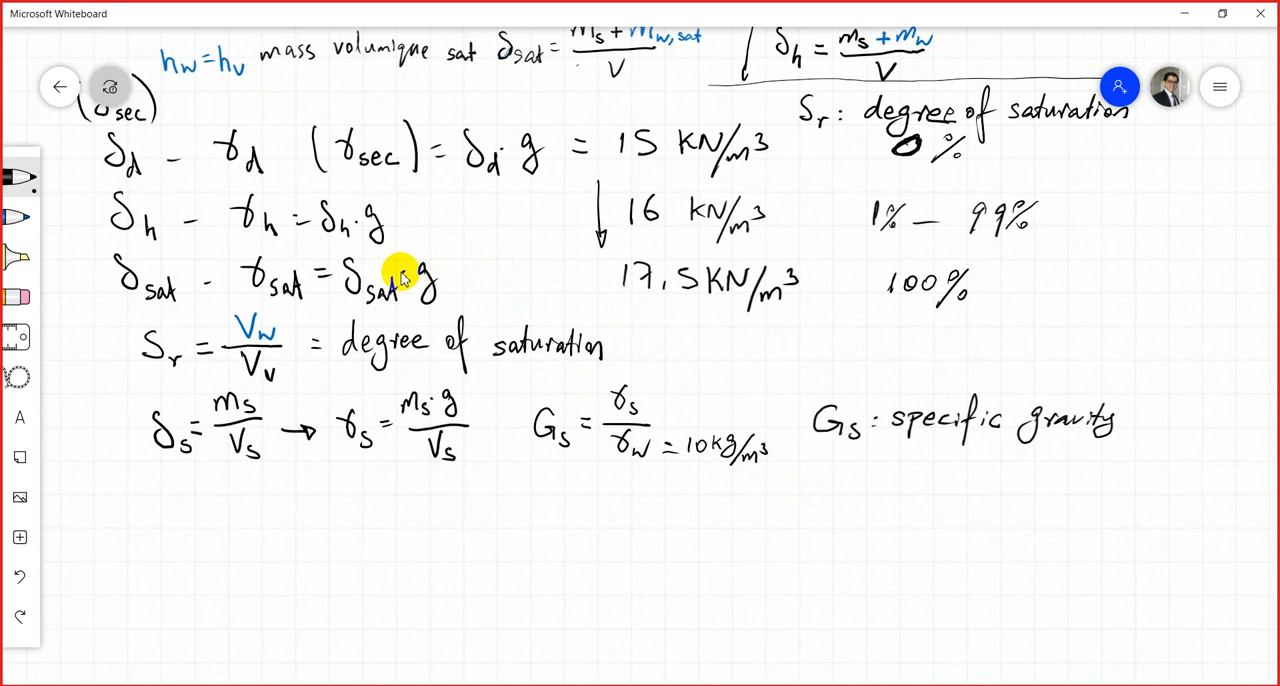 Microsoft Whiteboard
hw = hv mass volumique sat δsat = ms + mw,sat / V
δh = ms + mw / V
Sr : degree of saturation
δsec)
δd - γd (γsec) = δd · g = 15 KN/m³ 0 %
δh - γh = δh · g 16 KN/m³ 1% - 99%
δsat - γsat = δsat · g 17,5 KN/m³ 100%
Sr = Vw / Vv = degree of saturation
δs = ms / Vs → γs = ms · g / Vs Gs = γs / γw = 10 kg/m³ Gs : specific gravity
A